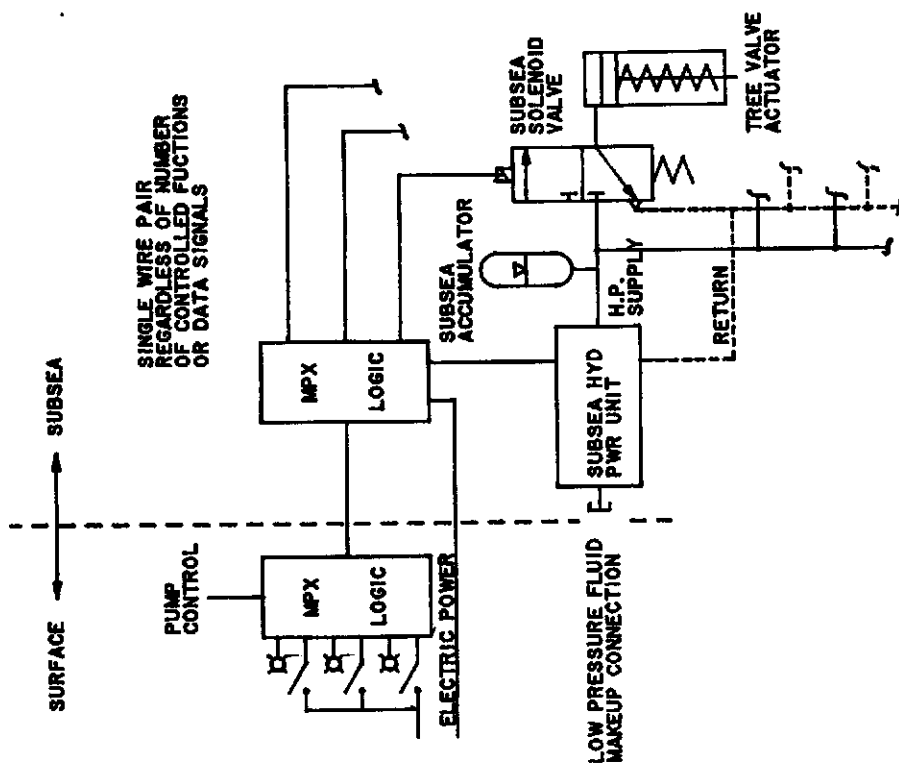 SURFACE
SUBSEA
SINGLE WIRE PAIR
REGARDLESS OF NUMBER
OF CONTROLLED FUCTIONS
OR DATA SIGNALS
PUMP
CONTROL
MPX
LOGIC
MPX
LOGIC
ELECTRIC POWER
SUBSEA
ACCUMULATOR
SUBSEA
SOLENOID
VALVE
TREE VALVE
ACTUATOR
H.P.
SUPPLY
RETURN
SUBSEA HYD
PWR UNIT
LOW PRESSURE FLUID
MAKEUP CONNECTION